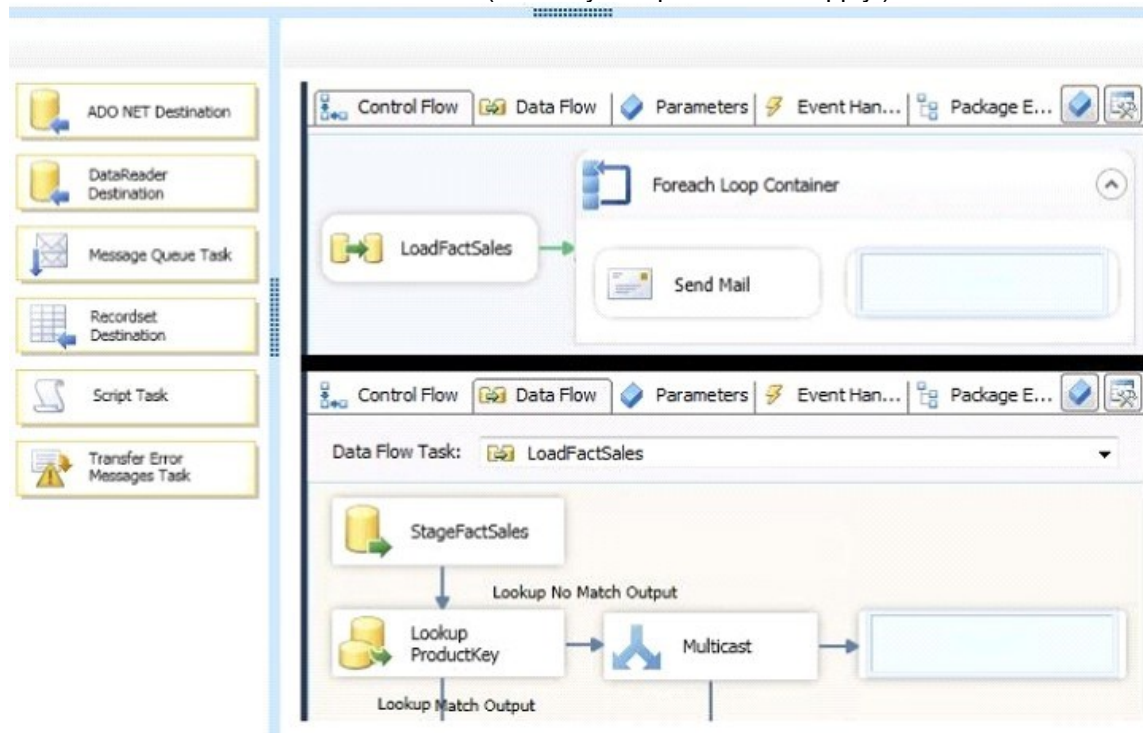 ADO NET Destination
DataReader
Destination
Message Queue Task
Recordset
Destination
Script Task
Transfer Error
Messages Task
Control Flow
Data Flow
Parameters
Event Han...
Package E...
Foreach Loop Container
LoadFactSales
Send Mail
Control Flow
Data Flow
Parameters
Event Han...
Package E...
Data Flow Task:
LoadFactSales
StageFactSales
Lookup No Match Output
Lookup
ProductKey
Multicast
Lookup Match Output